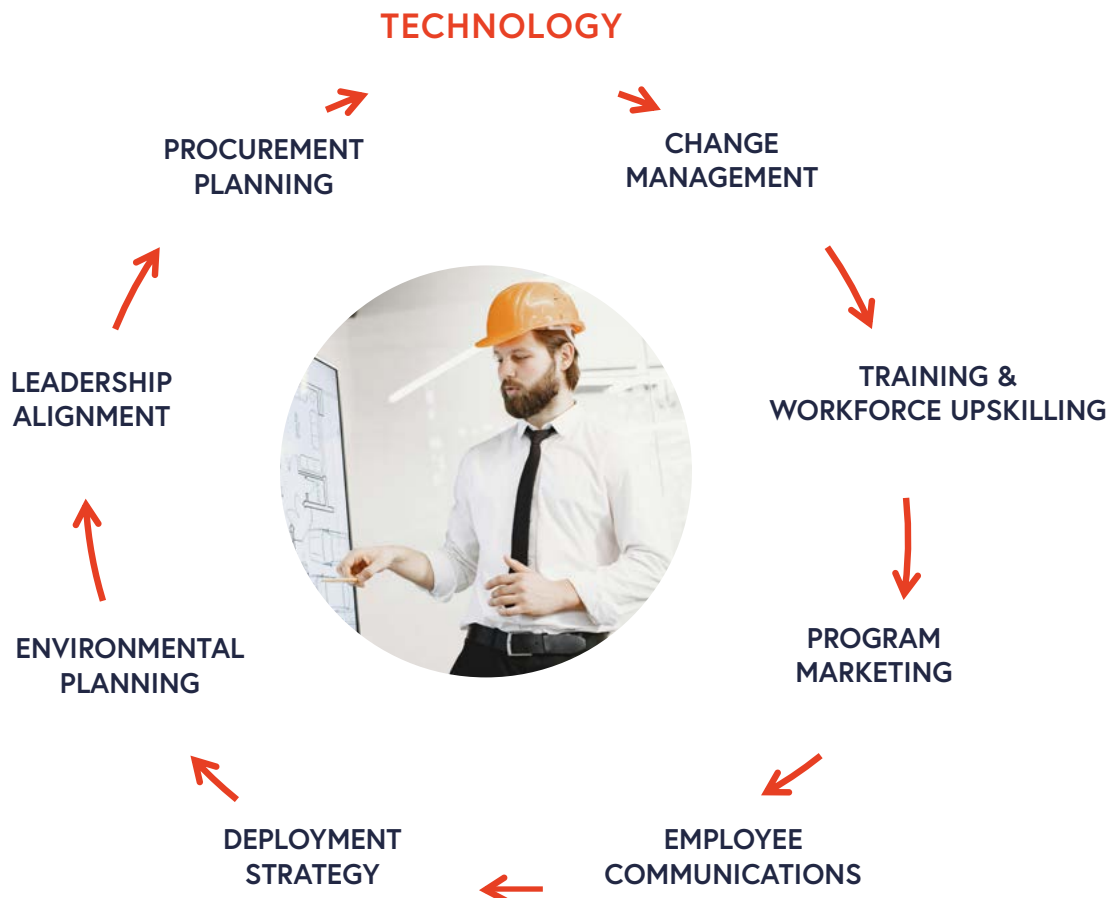 TECHNOLOGY
CHANGE
MANAGEMENT
TRAINING &
WORKFORCE UPSKILLING
PROGRAM
MARKETING
EMPLOYEE
COMMUNICATIONS
DEPLOYMENT
STRATEGY
ENVIRONMENTAL
PLANNING
LEADERSHIP
ALIGNMENT
PROCUREMENT
PLANNING